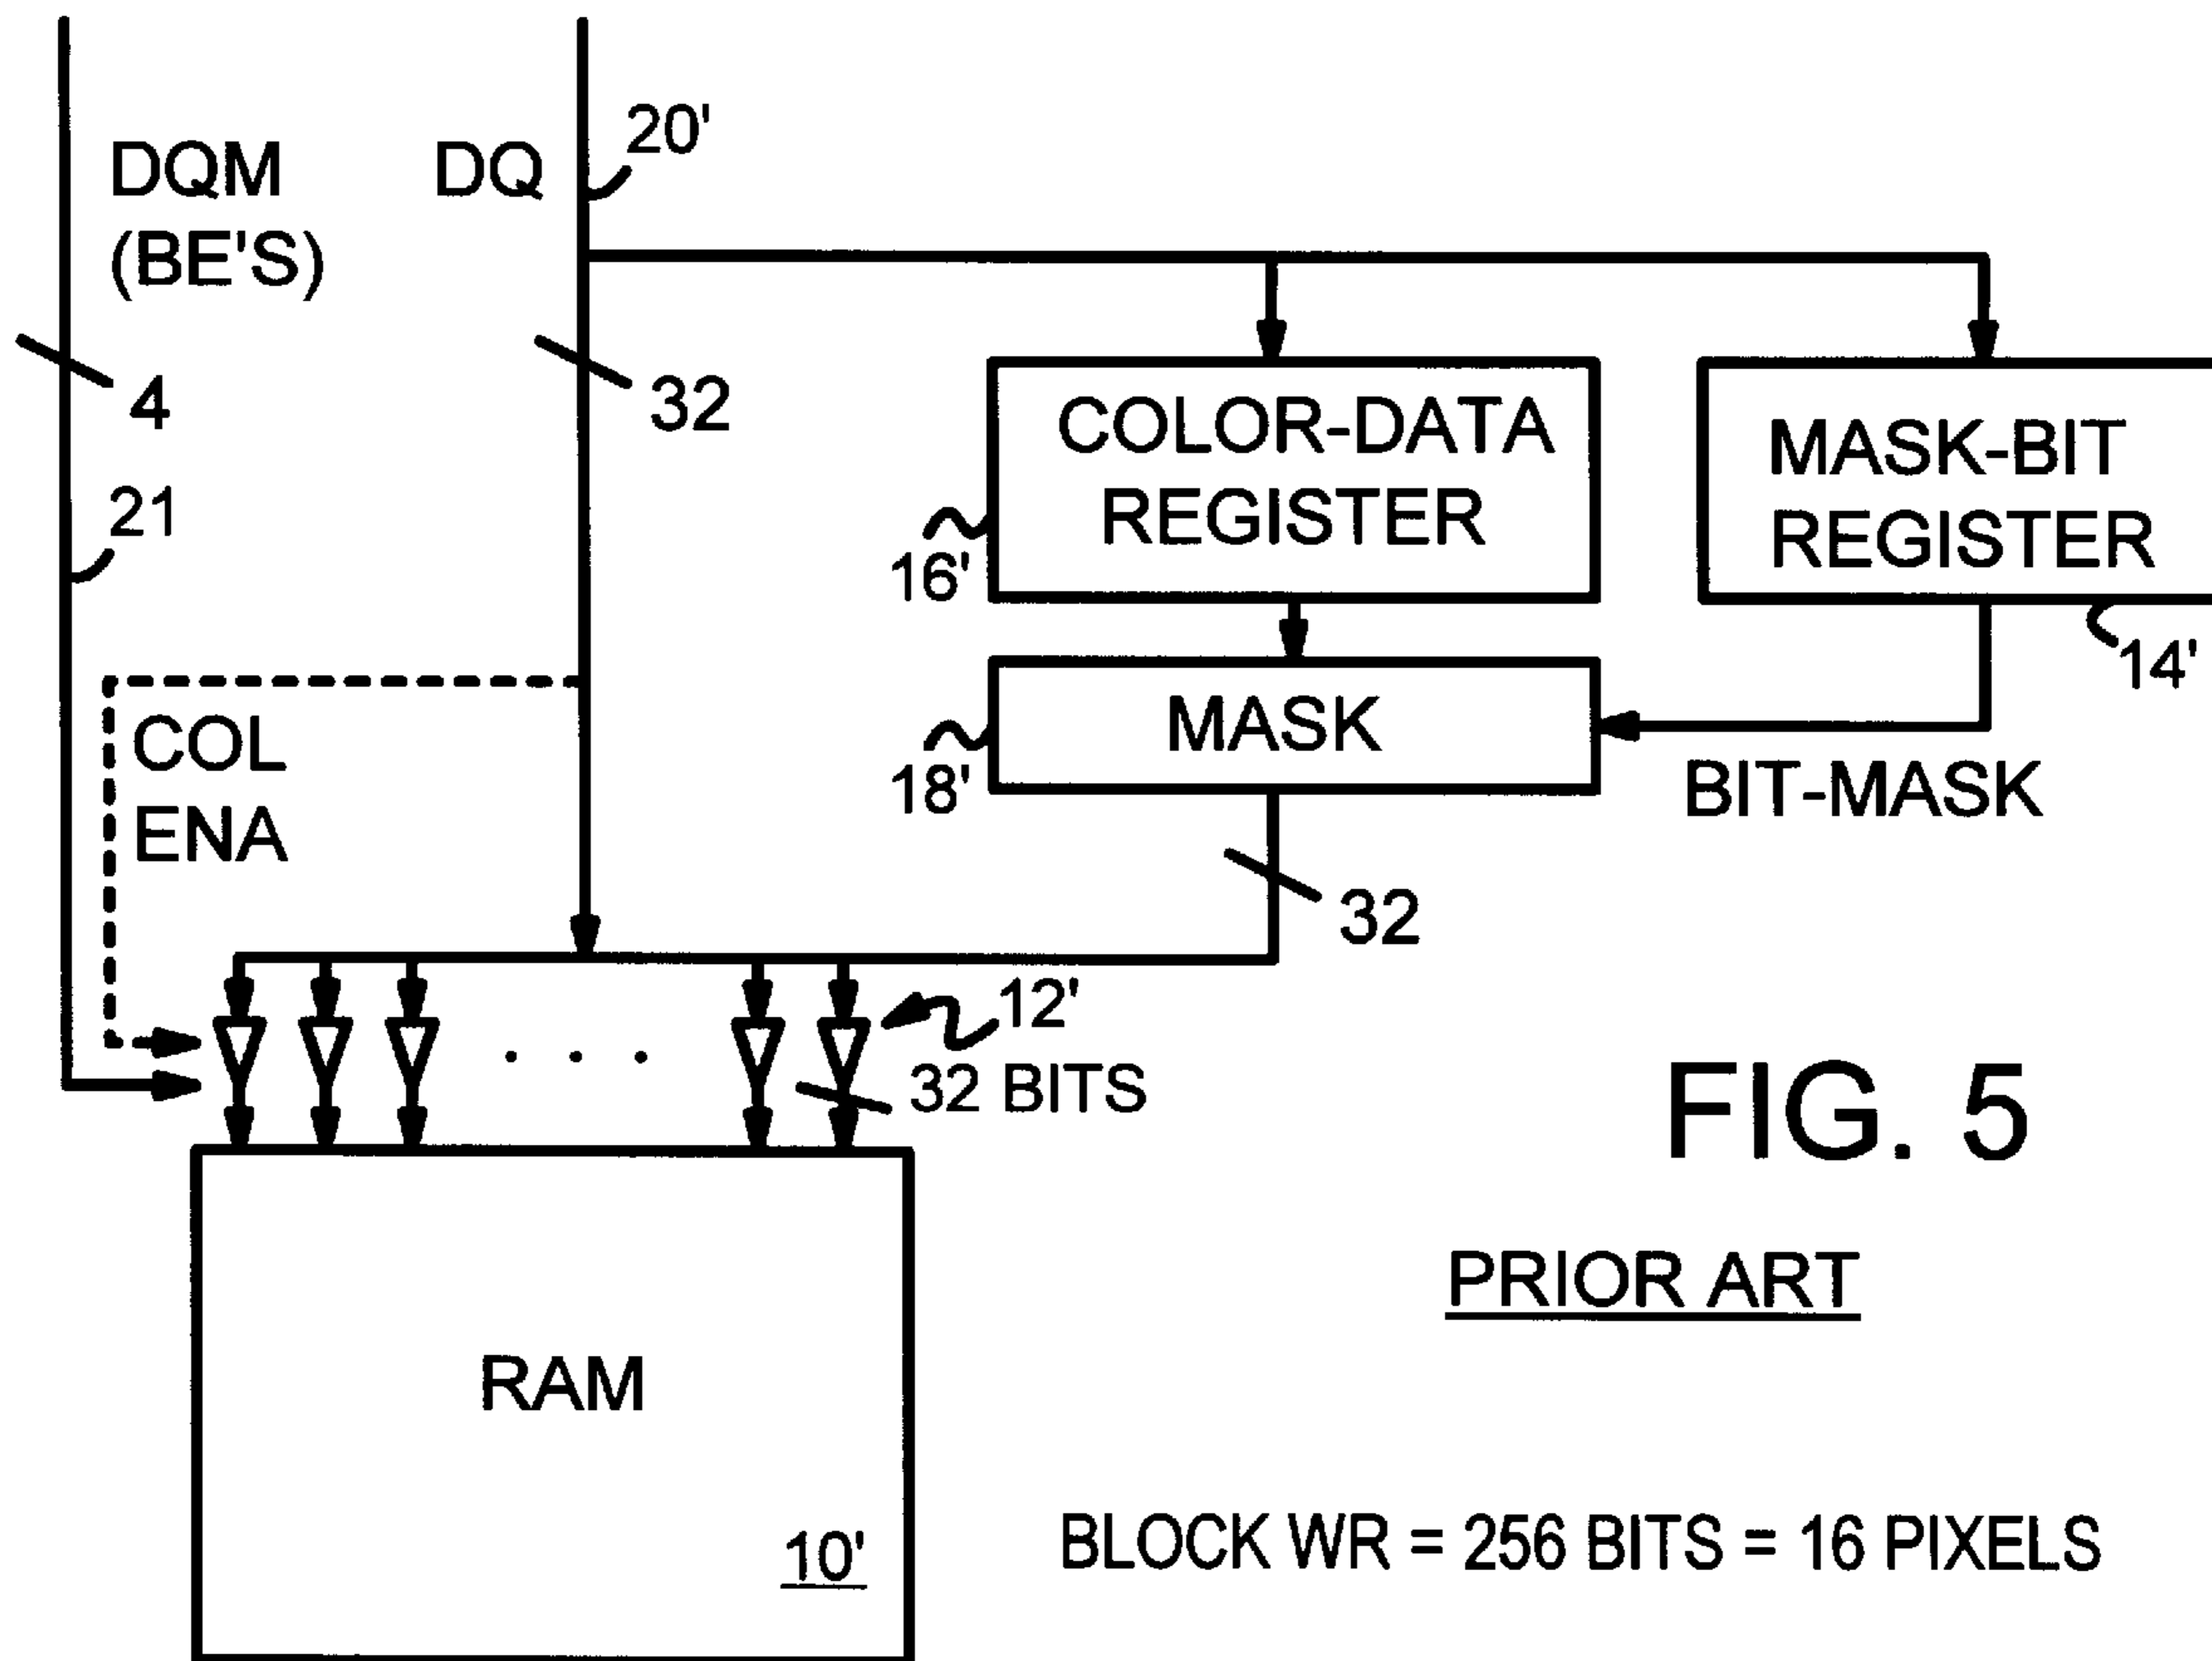 DQM
(BE'S)
DQ
20'
4
32
21
COLOR-DATA
REGISTER
16'
MASK-BIT
REGISTER
14'
MASK
18'
BIT-MASK
COL
ENA
32
12'
32 BITS
. . .
RAM
10'
FIG. 5
PRIOR ART
BLOCK WR = 256 BITS = 16 PIXELS